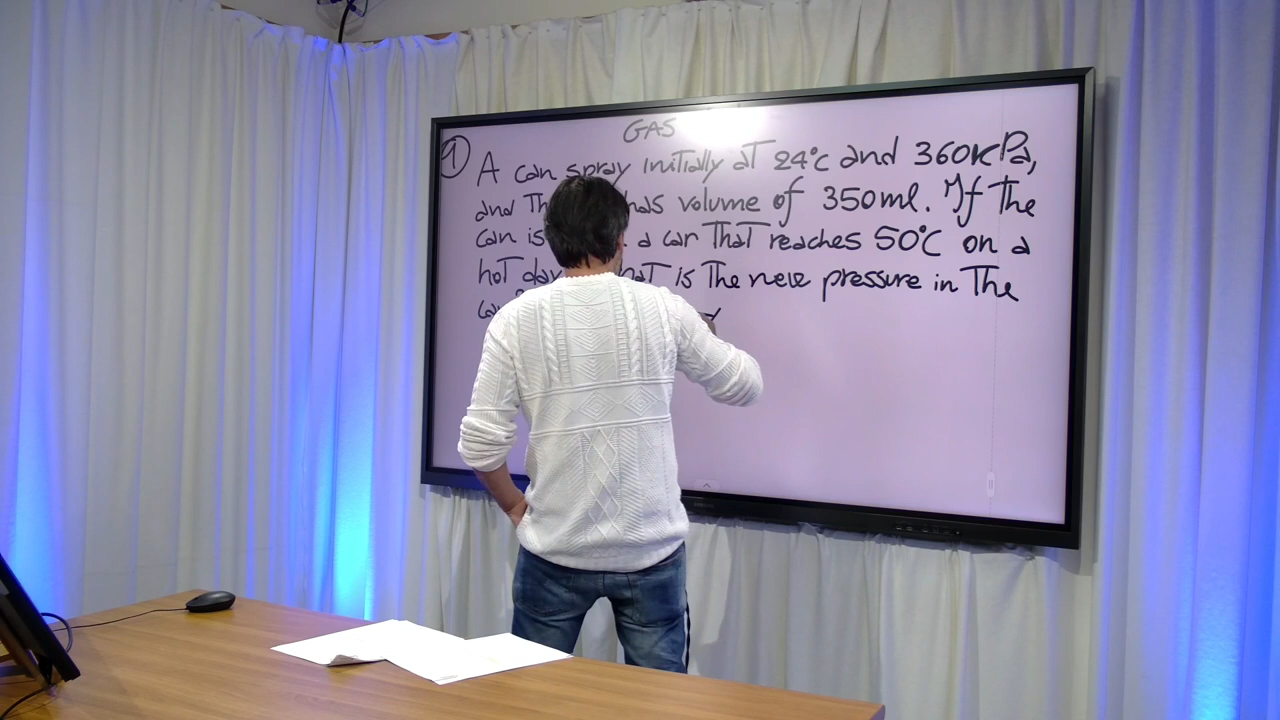 GAS
1 A can spray initially at 24°C and 360kPa,
and has volume of 350ml. If the
can is a car that reaches 50°C on a
hot day is the new pressure in the